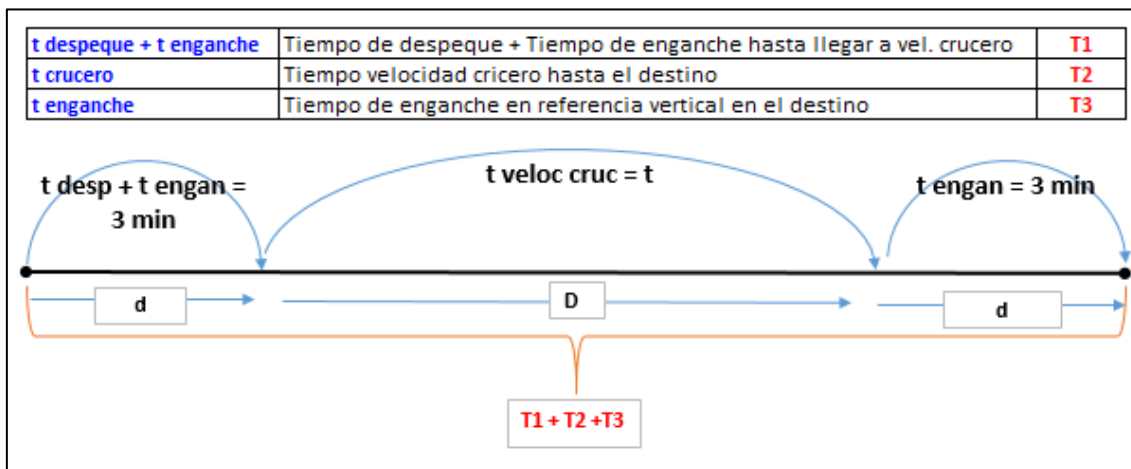 t despeque + t enganche Tiempo de despeque + Tiempo de enganche hasta llegar a vel. crucero T1
t crucero Tiempo velocidad cricero hasta el destino T2
t enganche Tiempo de enganche en referencia vertical en el destino T3
t desp + t engan =
3 min
t veloc cruc = t
t engan = 3 min
d
D
d
T1 + T2 +T3